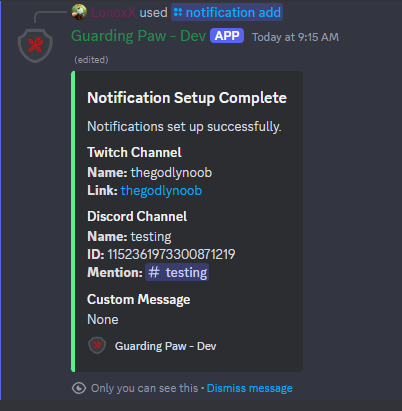 LonnxX used notification add
Guarding Paw - Dev APP Today at 9:15 AM
(edited)
Notification Setup Complete
Notifications set up successfully.
Twitch Channel
Name: thegodlynoob
Link: thegodlynoob
Discord Channel
Name: testing
ID: 1152361973300871219
Mention: # testing
Custom Message
None
Guarding Paw - Dev
Only you can see this • Dismiss message